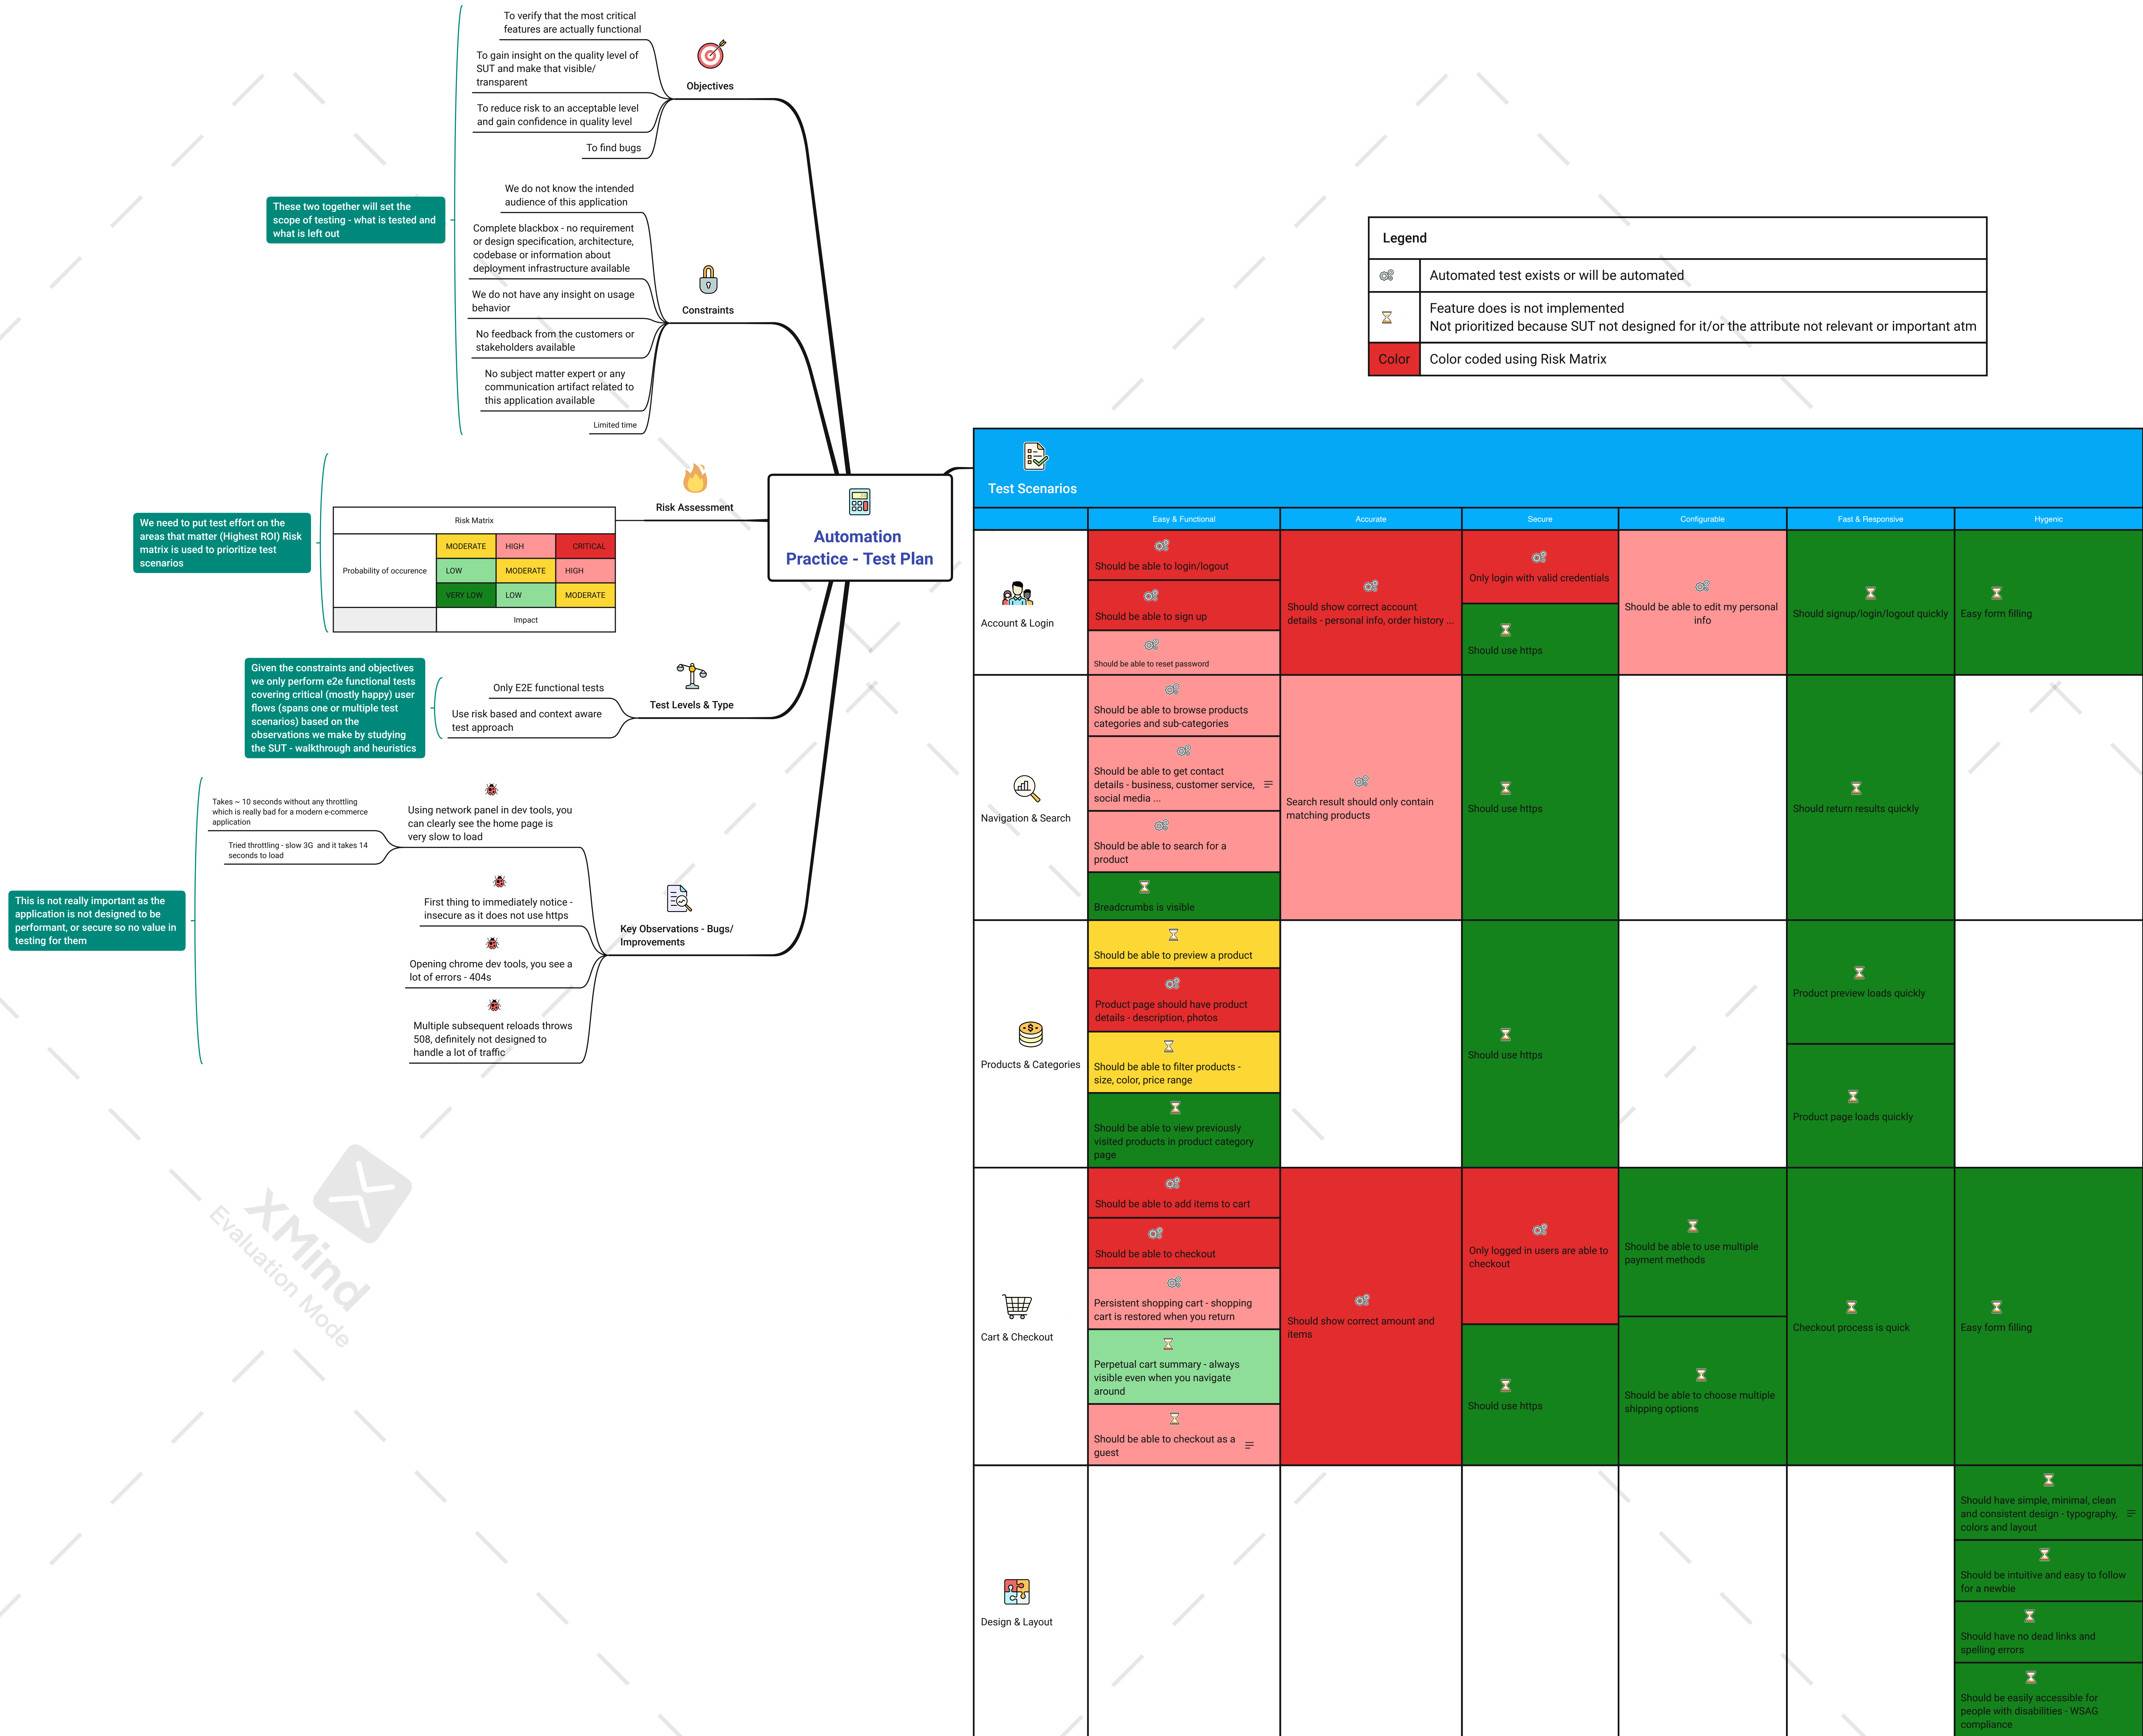 To verify that the most critical
features are actually functional
To gain insight on the quality level of
SUT and make that visible/
transparent
To reduce risk to an acceptable level
and gain confidence in quality level
To find bugs
Objectives
These two together will set the
scope of testing - what is tested and
what is left out
We do not know the intended
audience of this application
Complete blackbox - no requirement
or design specification, architecture,
codebase or information about
deployment infrastructure available
We do not have any insight on usage
behavior
No feedback from the customers or
stakeholders available
No subject matter expert or any
communication artifact related to
this application available
Limited time
Constraints
We need to put test effort on the
areas that matter (Highest ROI) Risk
matrix is used to prioritize test
scenarios
Risk Matrix
Probability of occurence
MODERATE HIGH CRITICAL
LOW MODERATE HIGH
VERY LOW LOW MODERATE
Impact
Risk Assessment
Automation
Practice - Test Plan
Given the constraints and objectives
we only perform e2e functional tests
covering critical (mostly happy) user
flows (spans one or multiple test
scenarios) based on the
observations we make by studying
the SUT - walkthrough and heuristics
Only E2E functional tests
Use risk based and context aware
test approach
Test Levels & Type
This is not really important as the
application is not designed to be
performant, or secure so no value in
testing for them
Takes ~ 10 seconds without any throttling
which is really bad for a modern e-commerce
application
Tried throttling - slow 3G and it takes 14
seconds to load
Using network panel in dev tools, you
can clearly see the home page is
very slow to load
First thing to immediately notice -
insecure as it does not use https
Opening chrome dev tools, you see a
lot of errors - 404s
Multiple subsequent reloads throws
508, definitely not designed to
handle a lot of traffic
Key Observations - Bugs/
Improvements
XMind
Evaluation Mode
Legend
Automated test exists or will be automated
Feature does is not implemented
Not prioritized because SUT not designed for it/or the attribute not relevant or important atm
Color
Color coded using Risk Matrix
Test Scenarios
Easy & Functional
Accurate
Secure
Configurable
Fast & Responsive
Hygenic
Account & Login
Should be able to login/logout
Should be able to sign up
Should be able to reset password
Should show correct account
details - personal info, order history ...
Only login with valid credentials
Should use https
Should be able to edit my personal
info
Should signup/login/logout quickly
Easy form filling
Navigation & Search
Should be able to browse products
categories and sub-categories
Should be able to get contact
details - business, customer service,
social media ...
Should be able to search for a
product
Breadcrumbs is visible
Search result should only contain
matching products
Should use https
Should return results quickly
Products & Categories
Should be able to preview a product
Product page should have product
details - description, photos
Should be able to filter products -
size, color, price range
Should be able to view previously
visited products in product category
page
Should use https
Product preview loads quickly
Product page loads quickly
Cart & Checkout
Should be able to add items to cart
Should be able to checkout
Persistent shopping cart - shopping
cart is restored when you return
Perpetual cart summary - always
visible even when you navigate
around
Should be able to checkout as a
guest
Should show correct amount and
items
Only logged in users are able to
checkout
Should use https
Should be able to use multiple
payment methods
Should be able to choose multiple
shipping options
Checkout process is quick
Easy form filling
Design & Layout
Should have simple, minimal, clean
and consistent design - typography,
colors and layout
Should be intuitive and easy to follow
for a newbie
Should have no dead links and
spelling errors
Should be easily accessible for
people with disabilities - WSAG
compliance